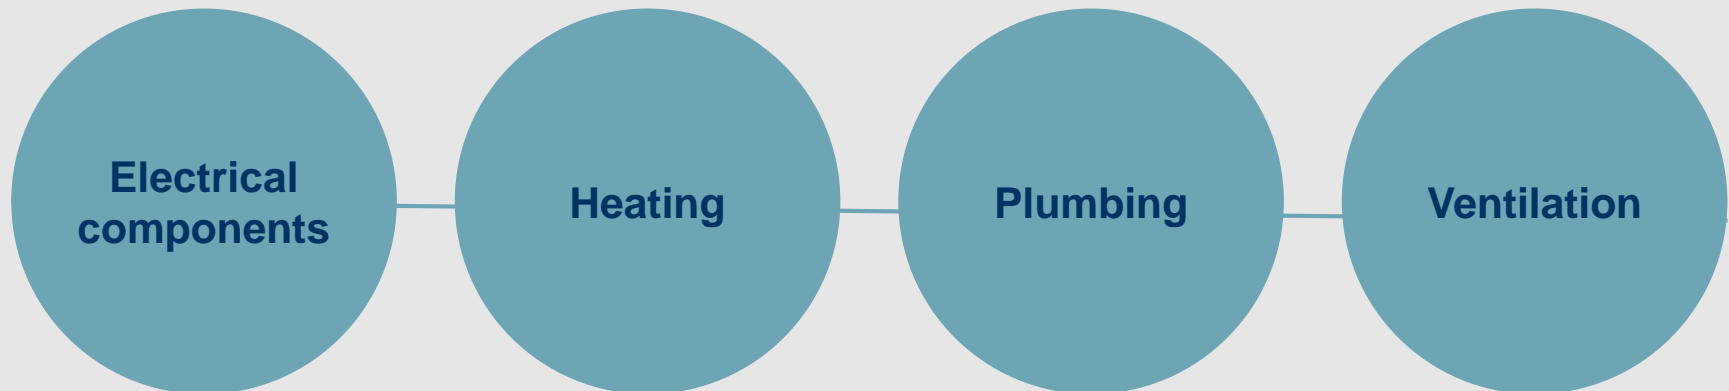 Electrical
components
Heating
Plumbing
Ventilation